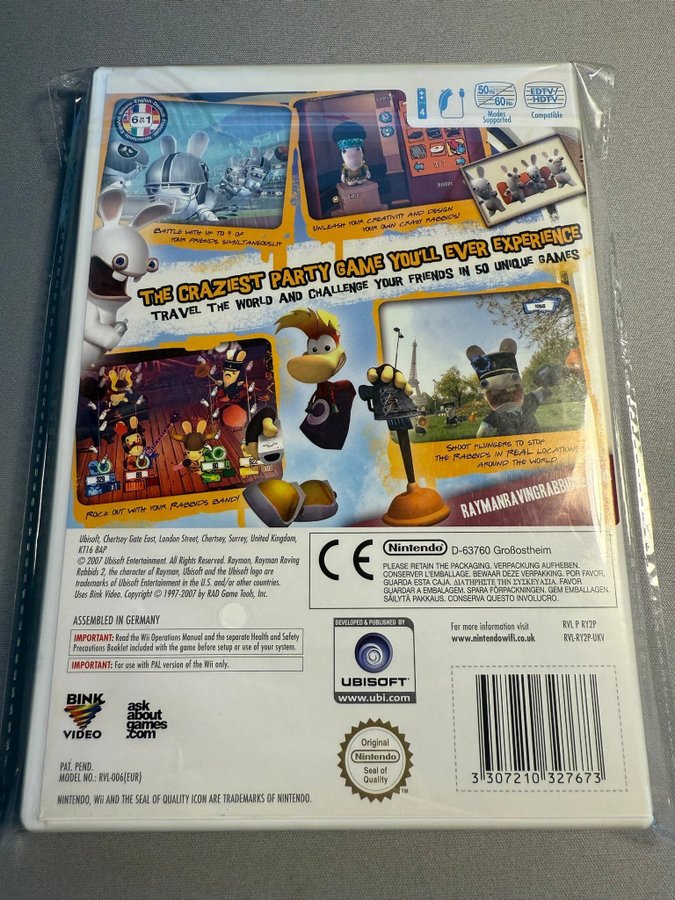 6 in 1
4
50Hz
60Hz
Modes
Supported
EDTV/
HDTV
Compatible
BATTLE WITH UP TO 4 OF
YOUR FRIENDS SIMULTANEOUSLY
UNLEASH YOUR CREATIVITY AND DESIGN
YOUR OWN CRAZY RABBIDS!
THE CRAZIEST PARTY GAME YOU'LL EVER EXPERIENCE
TRAVEL THE WORLD AND CHALLENGE YOUR FRIENDS IN 50 UNIQUE GAMES
ROCK OUT WITH YOUR RABBIDS BAND!
SHOOT PLUNGERS TO STOP
THE RABBIDS IN REAL LOCATIONS
AROUND THE WORLD
RAYMANRAVINGRABBIDS
Ubisoft, Chertsey Gate East, London Street, Chertsey, Surrey, United Kingdom,
KT16 8AP
© 2007 Ubisoft Entertainment. All Rights Reserved. Rayman, Rayman Raving
Rabbids 2, the character of Rayman, Ubisoft and the Ubisoft logo are
trademarks of Ubisoft Entertainment in the U.S. and/or other countries.
Uses Bink Video. Copyright © 1997-2007 by RAD Game Tools, Inc.
CE
Nintendo D-63760 Großostheim
PLEASE RETAIN THE PACKAGING. VERPACKUNG AUFHEBEN.
CONSERVER L'EMBALLAGE. BEWAAR DEZE VERPAKKING. POR FAVOR,
GUARDA ESTA CAJA. ΔΙΑΤΗΡΗΣΤΕ ΤΗΝ ΣΥΣΚΕΥΑΣΙΑ. FAVOR
GUARDAR A EMBALAGEM. SPARA FÖRPACKNINGEN. GEM EMBALLAGEN.
SÄILYTÄ PAKKAUS. CONSERVA QUESTO INVOLUCRO.
ASSEMBLED IN GERMANY
IMPORTANT: Read the Wii Operations Manual and the separate Health and Safety
Precautions Booklet included with the game before setup or use of your system.
IMPORTANT: For use with PAL version of the Wii only.
DEVELOPED & PUBLISHED BY
UBISOFT
www.ubi.com
For more information visit
www.nintendowifi.co.uk
RVL P RY2P
RVL-RY2P-UKV
BINK
VIDEO
ask
about
games
.com
Original
Nintendo
Seal of
Quality
TM
3 307210 327673
PAT. PEND.
MODEL NO.: RVL-006(EUR)
NINTENDO, Wii AND THE SEAL OF QUALITY ICON ARE TRADEMARKS OF NINTENDO.